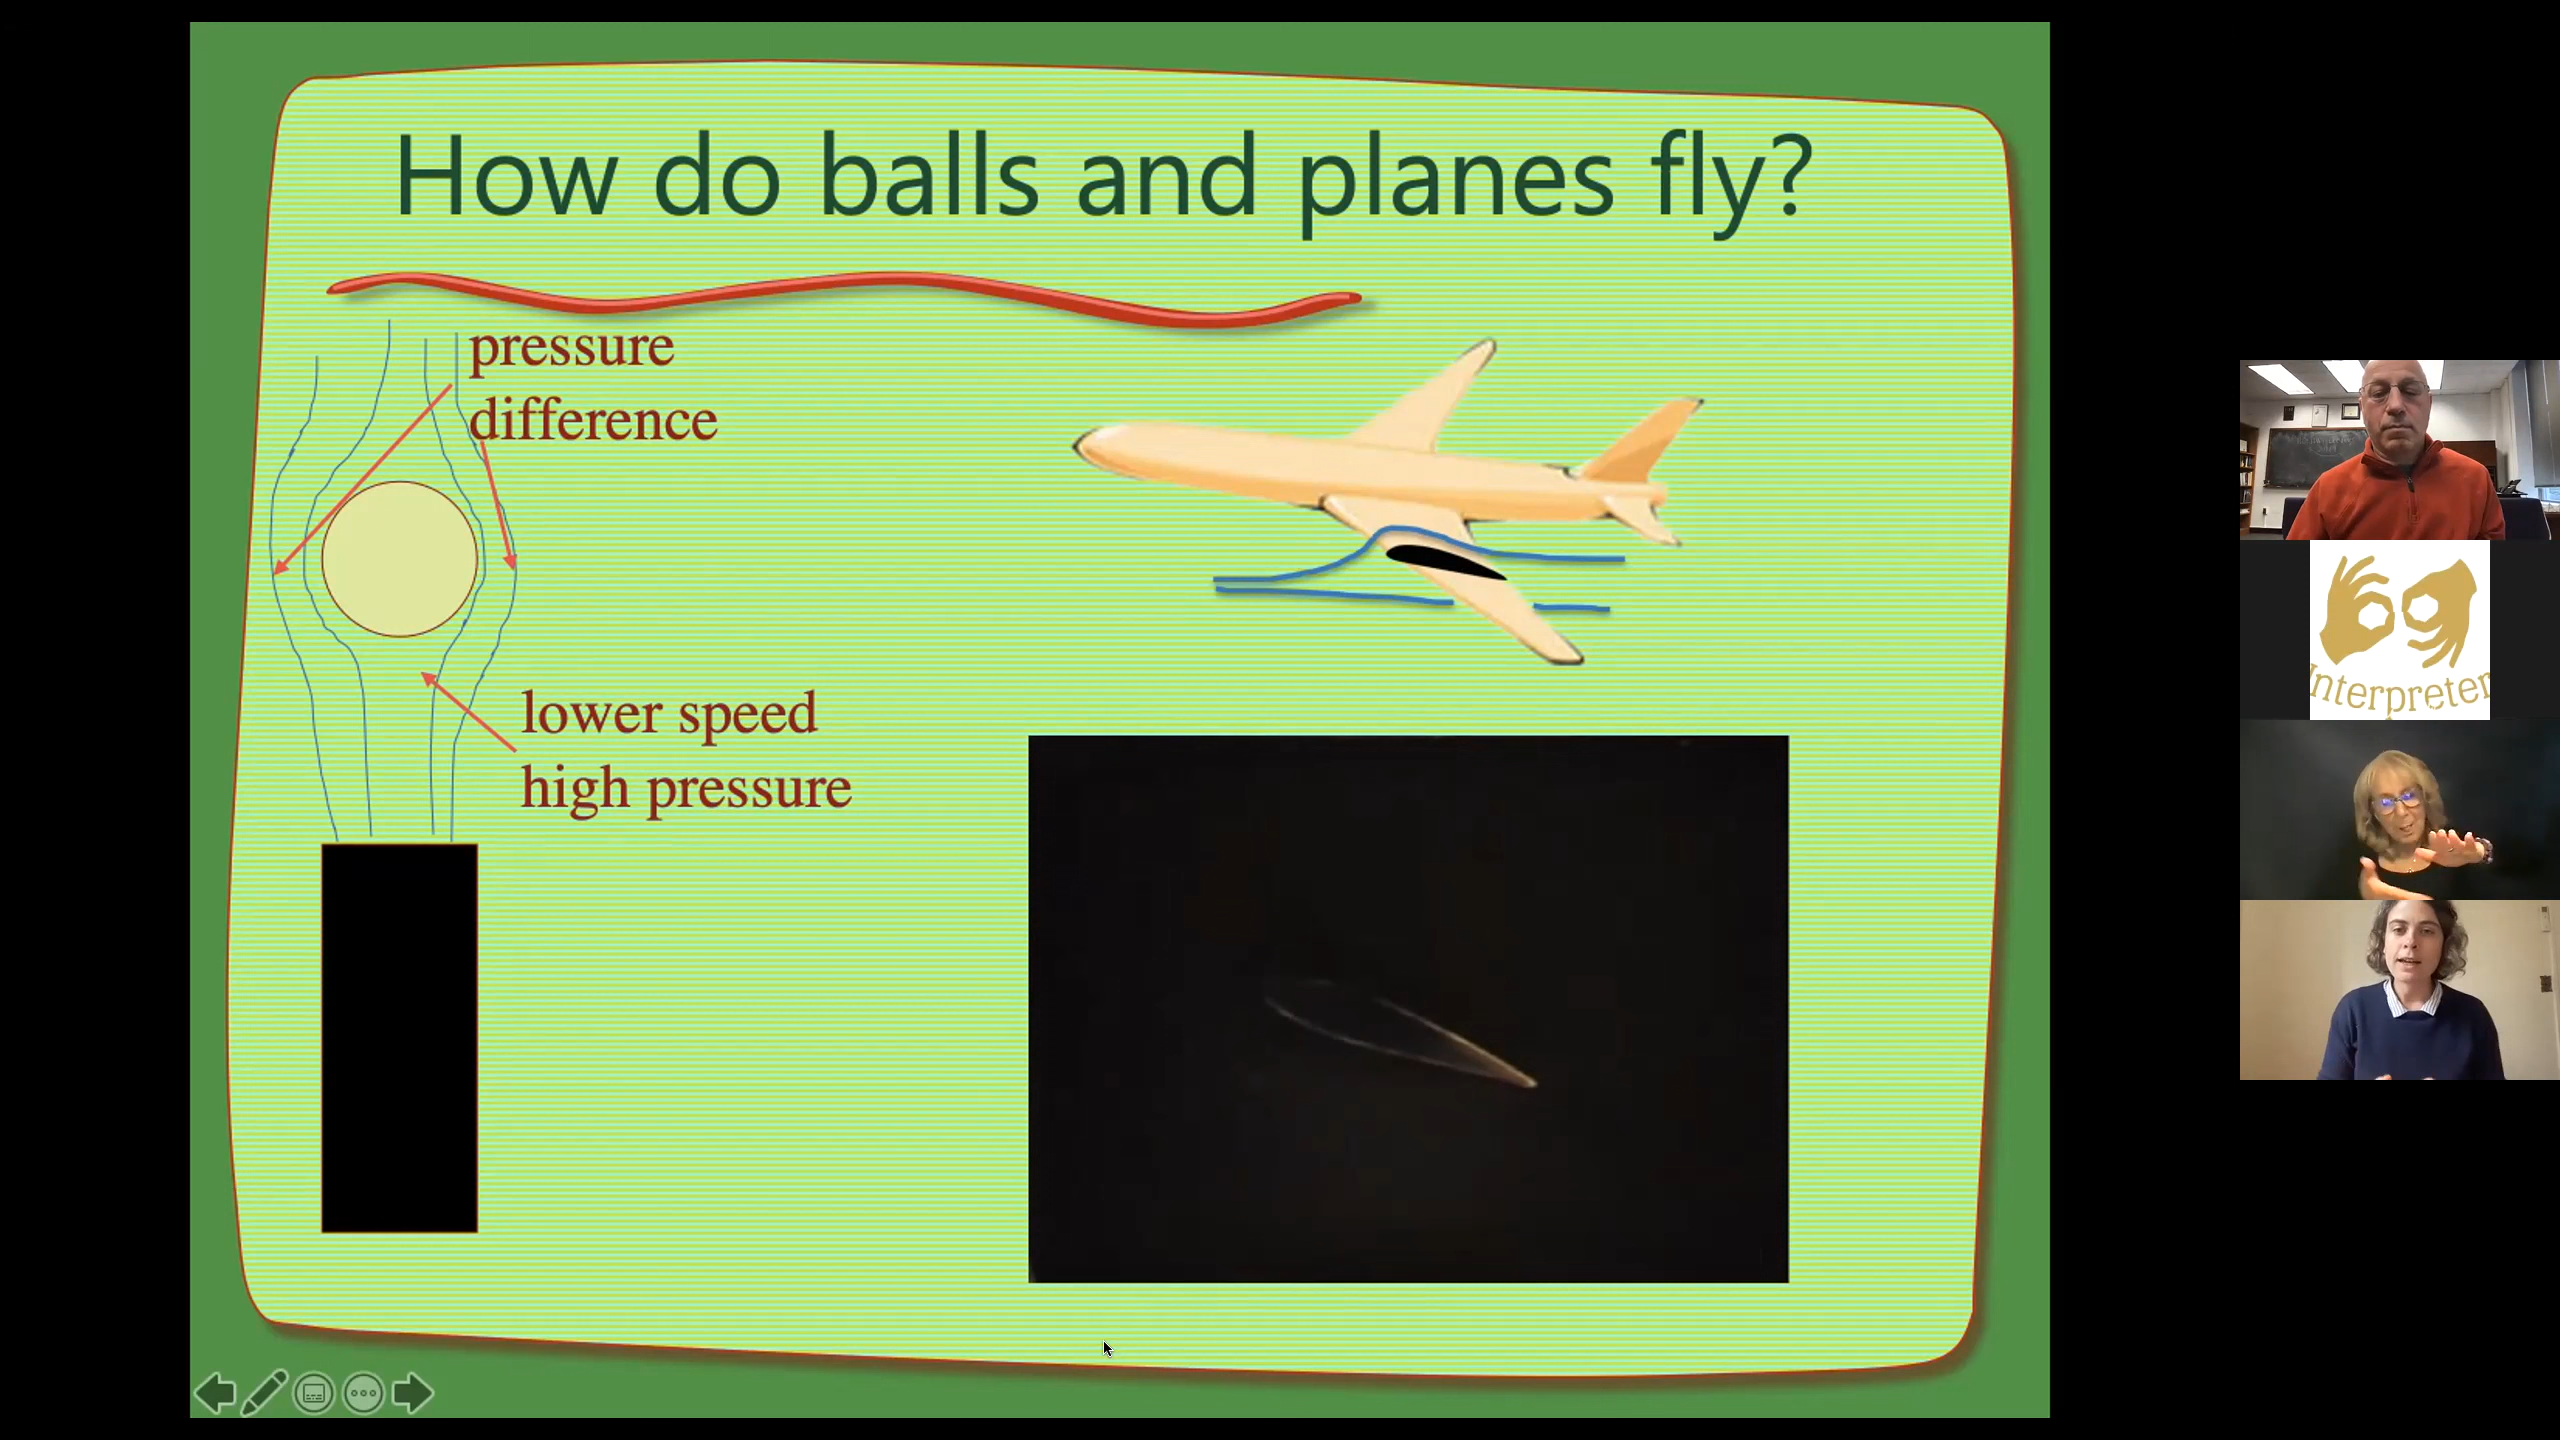 How do balls and planes fly?
pressure
difference
lower speed
high pressure
Interpreter